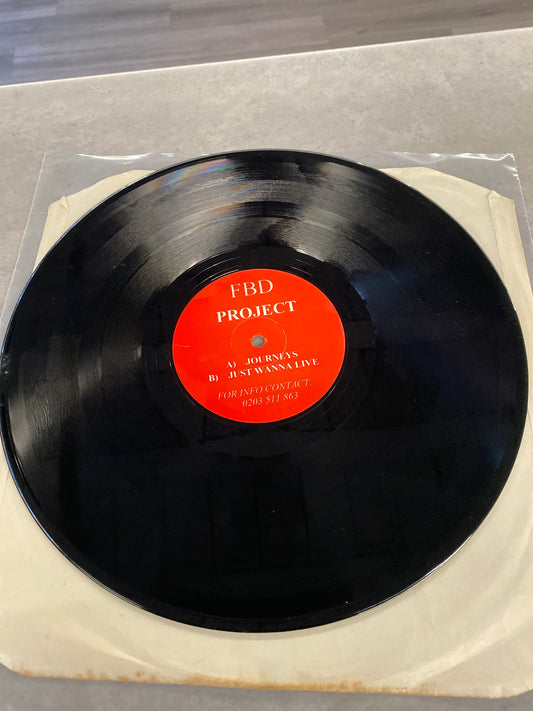 FBD
PROJECT
A) JOURNEYS
B) JUST WANNA LIVE
FOR INFO CONTACT.
0203 511 863